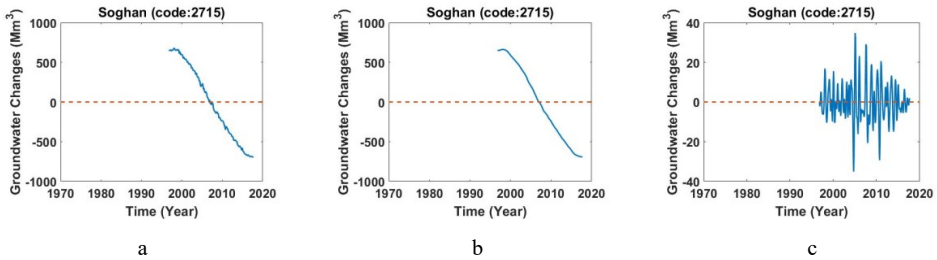 Soghan (code:2715)
Groundwater Changes (Mm³)
1000
500
0
-500
-1000
1970
1980
1990
2000
2010
2020
Time (Year)
a
Soghan (code:2715)
Groundwater Changes (Mm³)
1000
500
0
-500
-1000
1970
1980
1990
2000
2010
2020
Time (Year)
b
Soghan (code:2715)
Groundwater Changes (Mm³)
40
20
0
-20
-40
1970
1980
1990
2000
2010
2020
Time (Year)
c